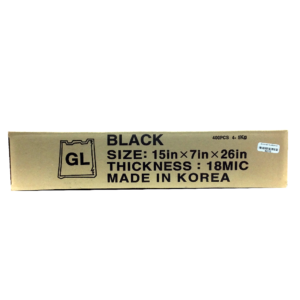 GL
BLACK
SIZE: 15in×7in×26in
THICKNESS : 18MIC
MADE IN KOREA